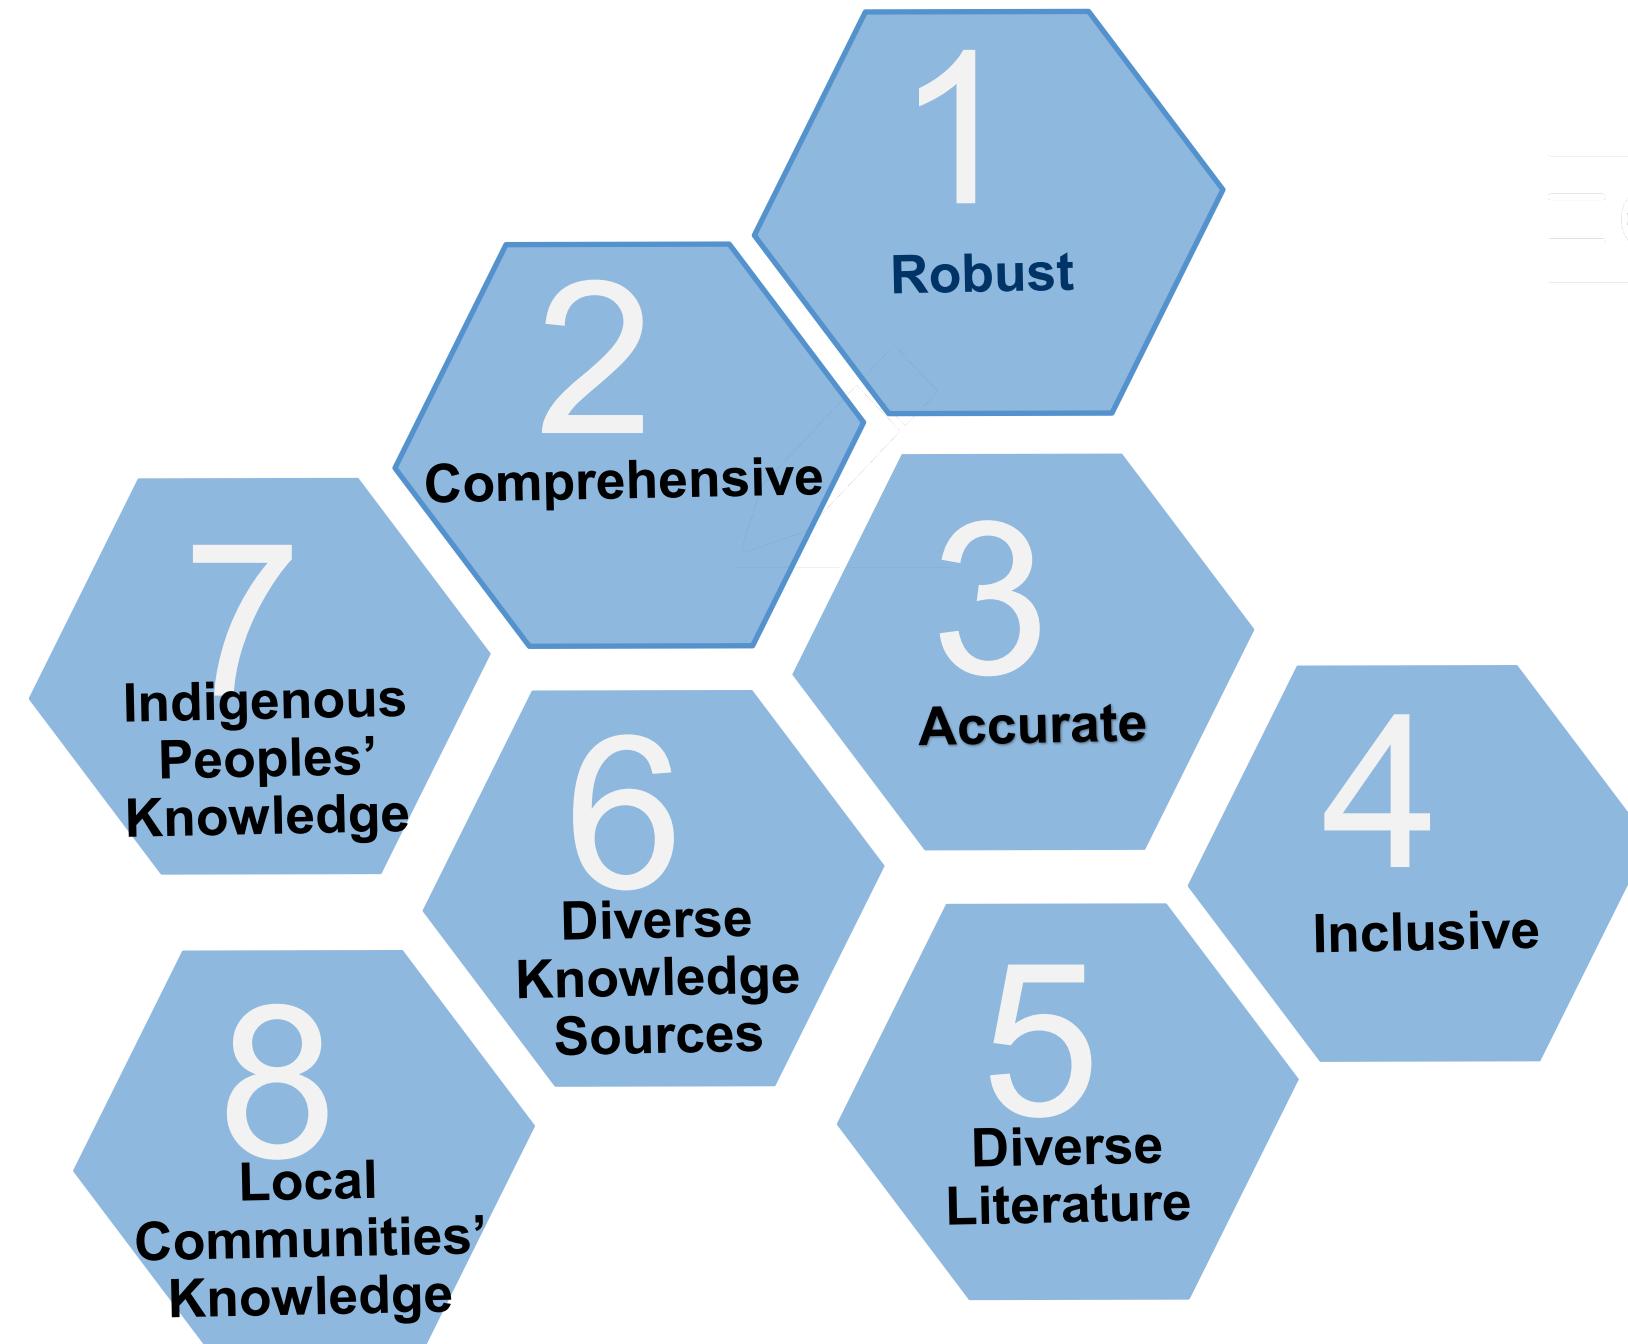 1
Robust
2
Comprehensive
3
Accurate
4
Inclusive
5
Diverse
Literature
6
Diverse
Knowledge
Sources
7
Indigenous
Peoples’
Knowledge
8
Local
Communities’
Knowledge